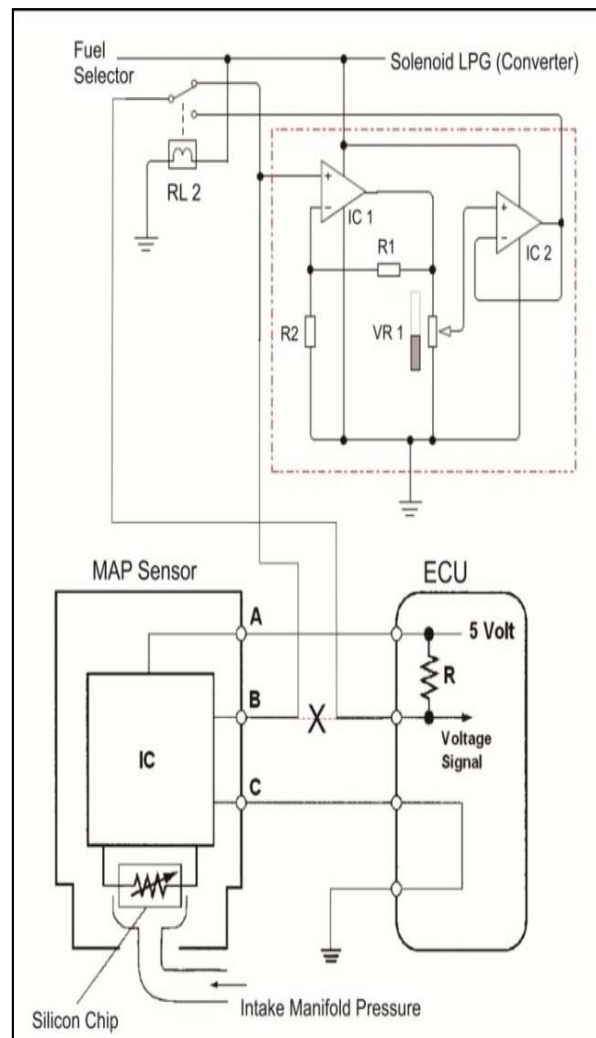 Fuel
Selector
Solenoid LPG (Converter)
RL 2
+
-
IC 1
+
-
IC 2
R1
R2
VR 1
MAP Sensor
ECU
A
5 Volt
R
B
X
Voltage
Signal
IC
C
Intake Manifold Pressure
Silicon Chip